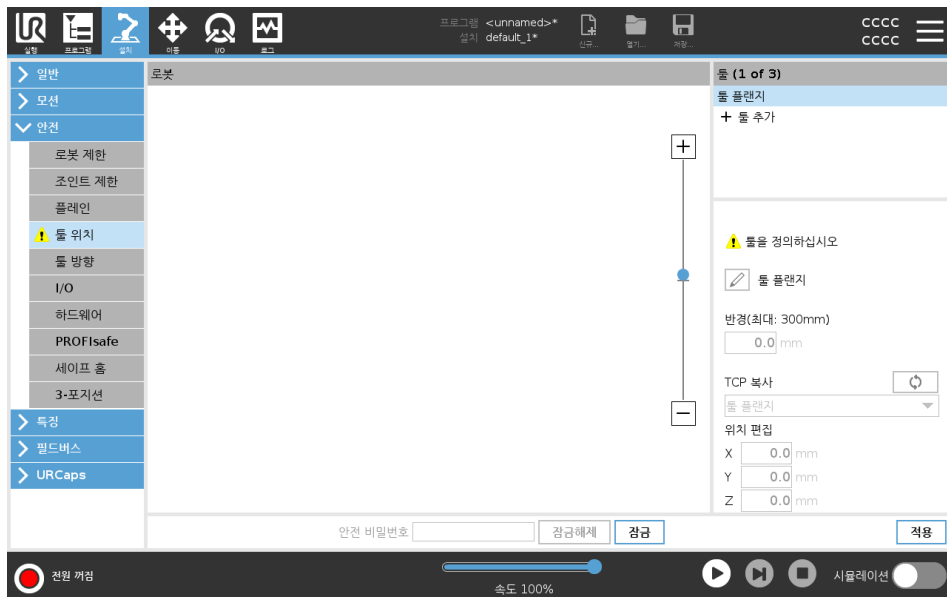 UR
프로그램 <unnamed>*
설치 default_1*
cccc
cccc
실행 프로그램 설치 이동 I/O 로그
신규... 열기... 저장...
일반
모션
안전
로봇 제한
조인트 제한
플레인
툴 위치
툴 방향
I/O
하드웨어
PROFIsafe
세이프 홈
3-포지션
특징
필드버스
URCaps
로봇
툴 (1 of 3)
툴 플랜지
툴 추가
툴을 정의하십시오
툴 플랜지
반경(최대: 300mm)
0.0 mm
TCP 복사
툴 플랜지
위치 편집
X 0.0 mm
Y 0.0 mm
Z 0.0 mm
안전 비밀번호 잠금해제 잠금 적용
전원 꺼짐
속도 100%
시뮬레이션